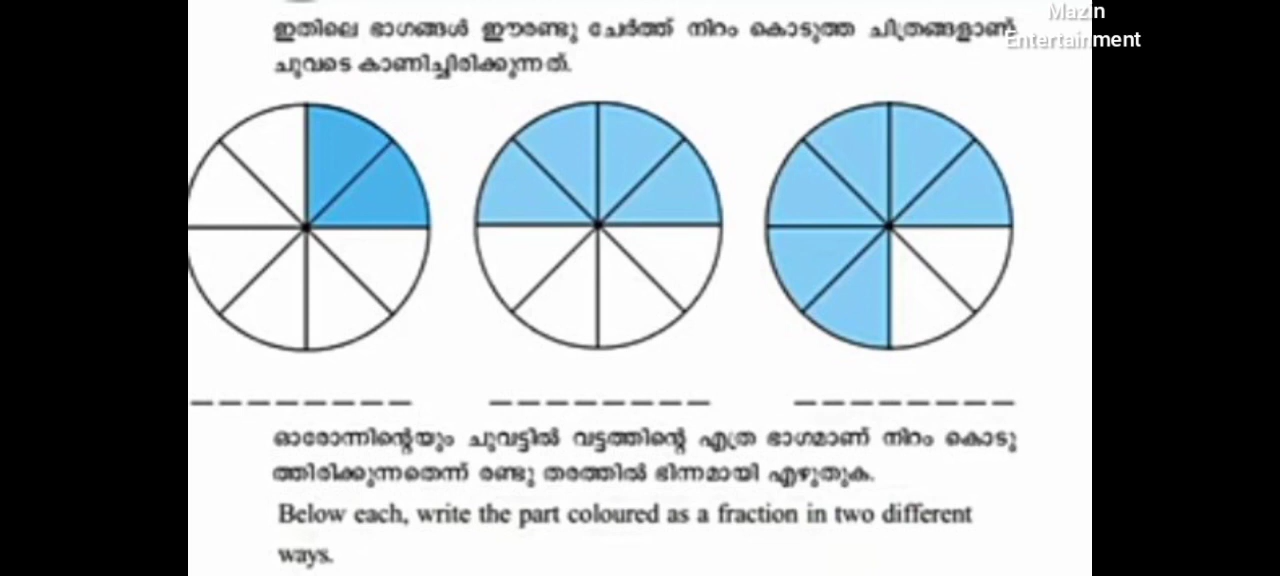 ഇതിലെ ഭാഗങ്ങൾ ഈരണ്ടു ചേർത്ത് നിറം കൊടുത്ത ചിത്രങ്ങളാണ്
Mazin
Entertainment
ചുവടെ കാണിച്ചിരിക്കുന്നത്.
ഓരോന്നിന്റെയും ചുവട്ടിൽ വട്ടത്തിന്റെ എത്ര ഭാഗമാണ് നിറം കൊടു
ത്തിരിക്കുന്നതെന്ന് രണ്ടു തരത്തിൽ ഭിന്നമായി എഴുതുക.
Below each, write the part coloured as a fraction in two different
ways.